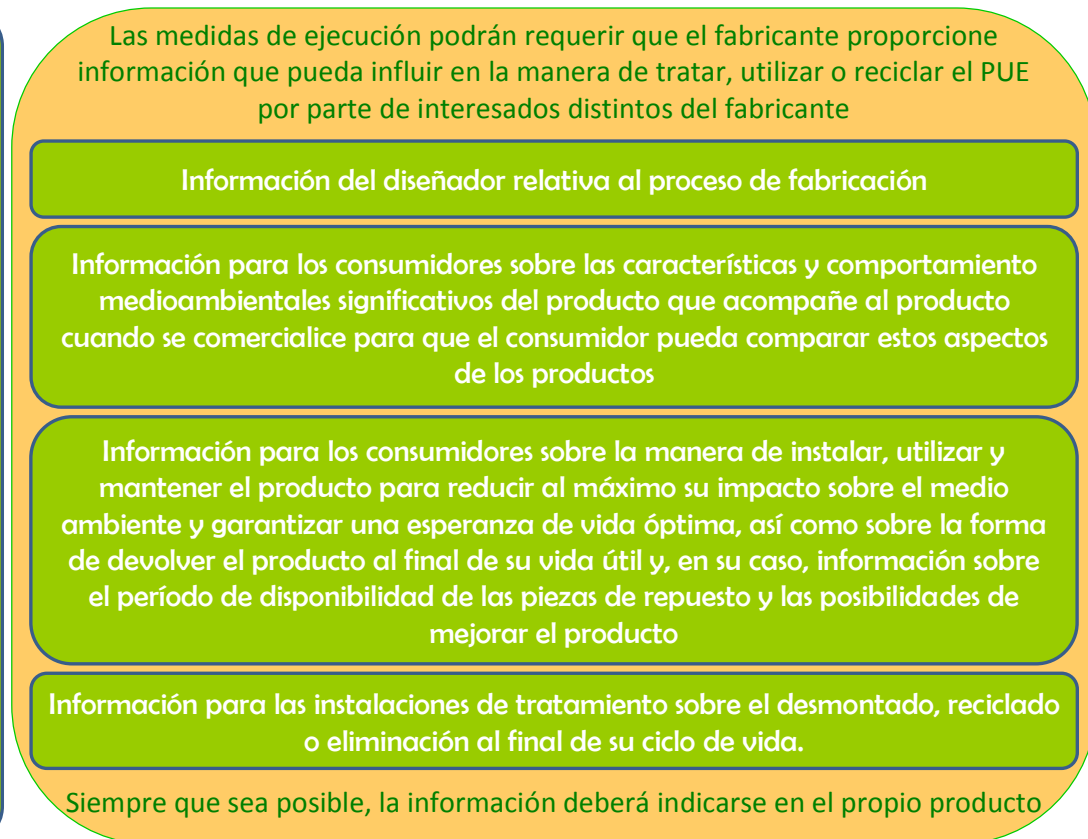 Las medidas de ejecución podrán requerir que el fabricante proporcione
información que pueda influir en la manera de tratar, utilizar o reciclar el PUE
por parte de interesados distintos del fabricante
Información del diseñador relativa al proceso de fabricación
Información para los consumidores sobre las características y comportamiento
medioambientales significativos del producto que acompañe al producto
cuando se comercialice para que el consumidor pueda comparar estos aspectos
de los productos
Información para los consumidores sobre la manera de instalar, utilizar y
mantener el producto para reducir al máximo su impacto sobre el medio
ambiente y garantizar una esperanza de vida óptima, así como sobre la forma
de devolver el producto al final de su vida útil y, en su caso, información sobre
el período de disponibilidad de las piezas de repuesto y las posibilidades de
mejorar el producto
Información para las instalaciones de tratamiento sobre el desmontado, reciclado
o eliminación al final de su ciclo de vida.
Siempre que sea posible, la información deberá indicarse en el propio producto